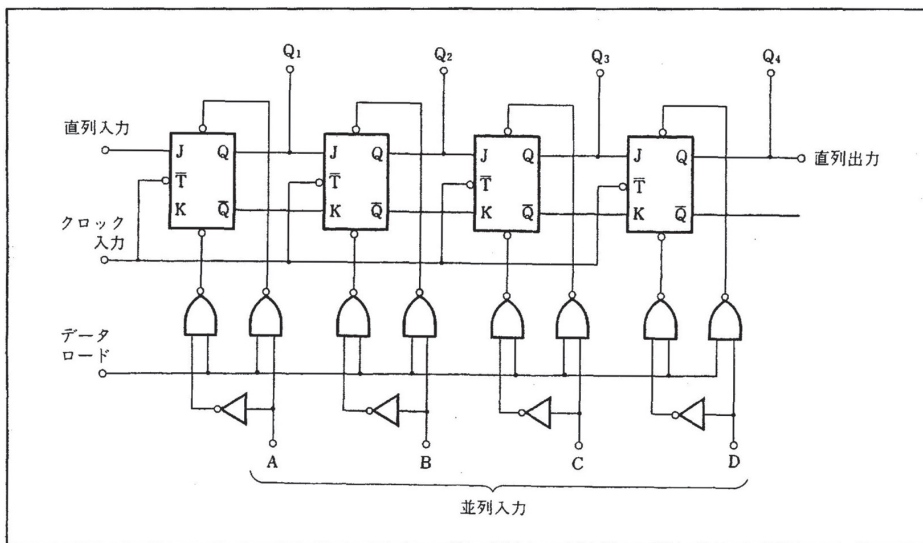 Q₁ Q₂ Q₃ Q₄
直列入力
J Q J Q J Q J Q
直列出力
T̅ T̅ T̅ T̅
K Q̅ K Q̅ K Q̅ K Q̅
クロック
入力
データ
ロード
A B C D
並列入力